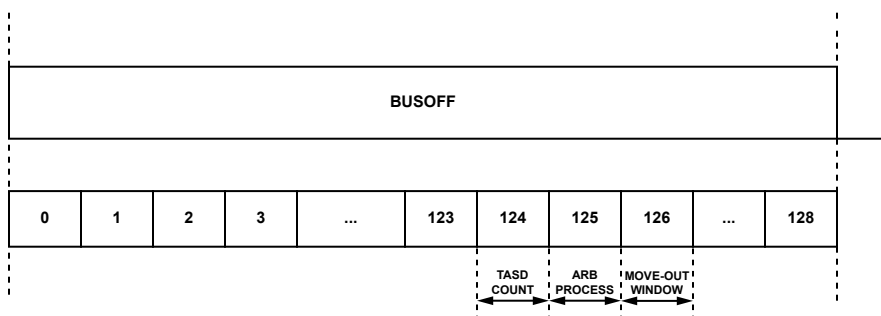 BUSOFF
0 1 2 3 ... 123 124 125 126 ... 128
TASD ARB MOVE-OUT
COUNT PROCESS WINDOW